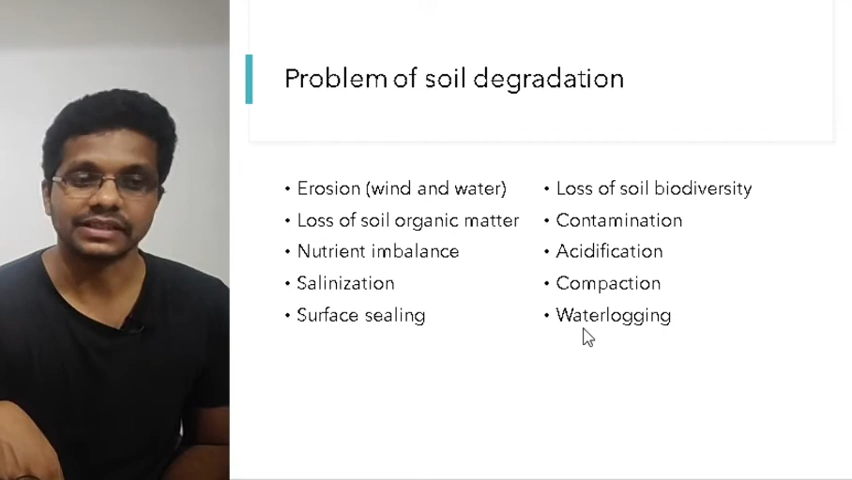 Problem of soil degradation
• Erosion (wind and water)
• Loss of soil organic matter
• Nutrient imbalance
• Salinization
• Surface sealing
• Loss of soil biodiversity
• Contamination
• Acidification
• Compaction
• Waterlogging